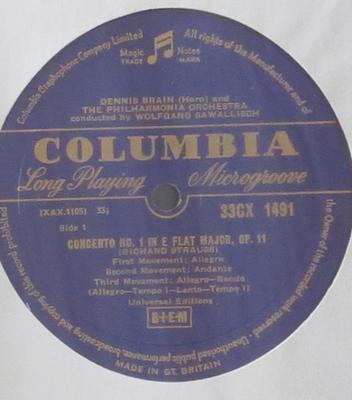 Columbia Graphophone Company Limited
Magic Notes
TRADE MARK
All rights of the Manufacturer and of
the Owner of the recorded work reserved · Unauthorised public performance, broadcasting and copying of this record prohibited
DENNIS BRAIN (Horn) and
THE PHILHARMONIA ORCHESTRA
conducted by WOLFGANG SAWALLISCH
COLUMBIA
Long Playing Microgroove
(XAX.1105) 33⅓
33CX 1491
Side 1
CONCERTO NO. 1 IN E FLAT MAJOR, OP. 11
(RICHARD STRAUSS)
First Movement: Allegro
Second Movement: Andante
Third Movement: Allegro—Rondo
(Allegro—Tempo I—Lento—Tempo I)
Universal Editions
B·I·E·M
MADE IN GT. BRITAIN